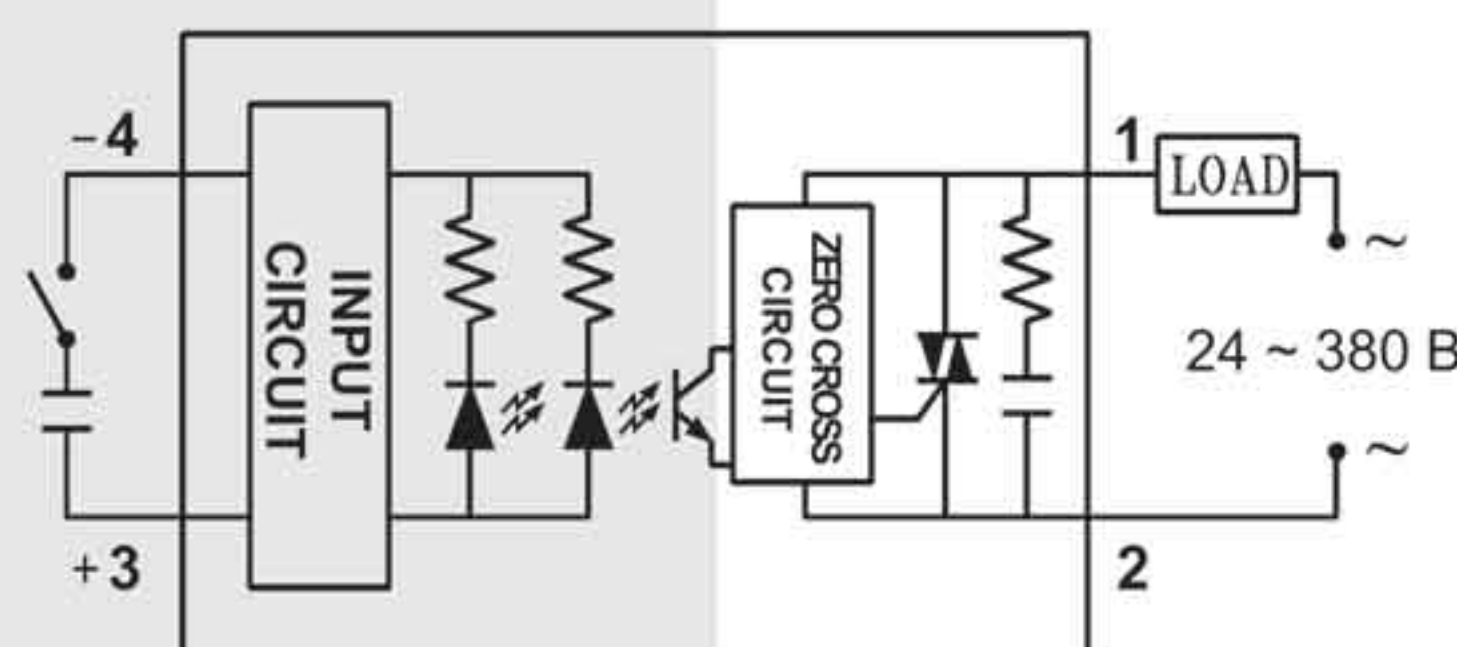 -4
+3
INPUT
CIRCUIT
ZERO CROSS
CIRCUIT
1
LOAD
~
24 ~ 380 В
~
2